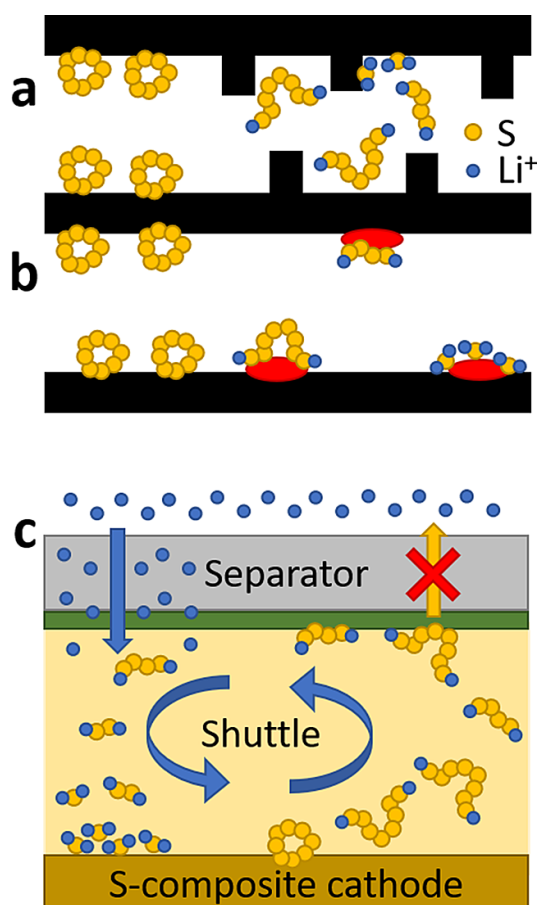 a
S
Li⁺
b
c
Separator
Shuttle
S-composite cathode